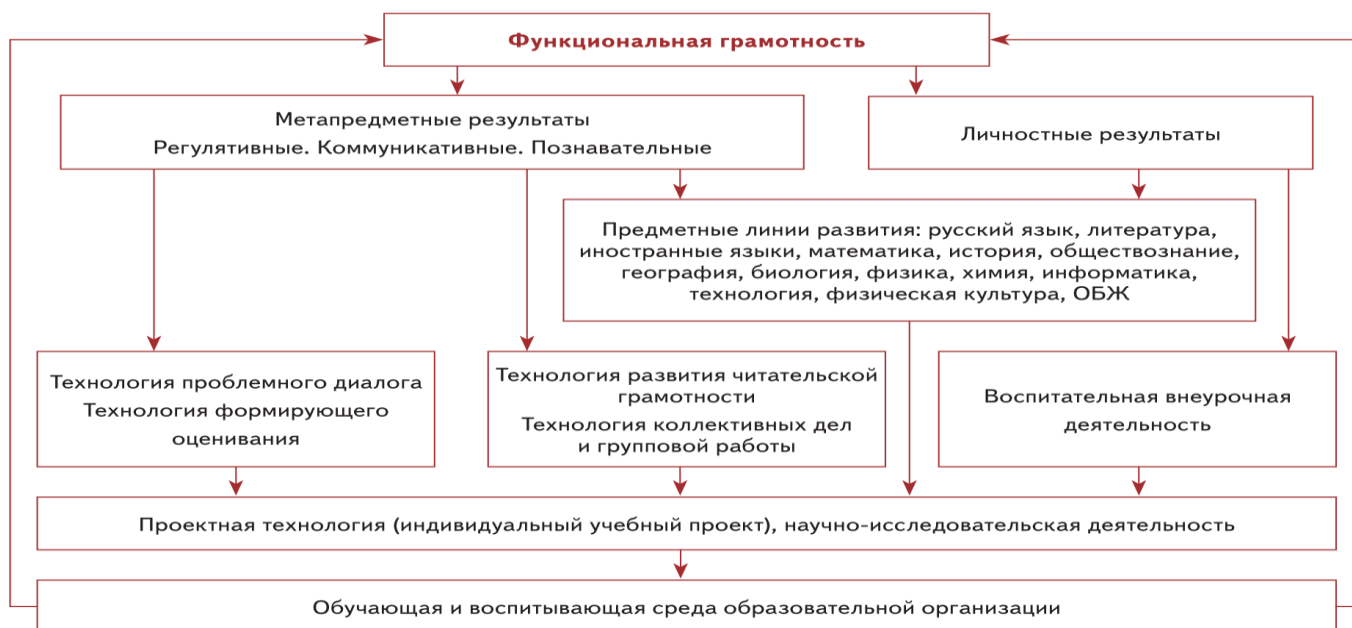 Функциональная грамотность
Метапредметные результаты
Регулятивные. Коммуникативные. Познавательные
Личностные результаты
Предметные линии развития: русский язык, литература,
иностранные языки, математика, история, обществознание,
география, биология, физика, химия, информатика,
технология, физическая культура, ОБЖ
Технология проблемного диалога
Технология формирующего
оценивания
Технология развития читательской
грамотности
Технология коллективных дел
и групповой работы
Воспитательная внеурочная
деятельность
Проектная технология (индивидуальный учебный проект), научно-исследовательская деятельность
Обучающая и воспитывающая среда образовательной организации